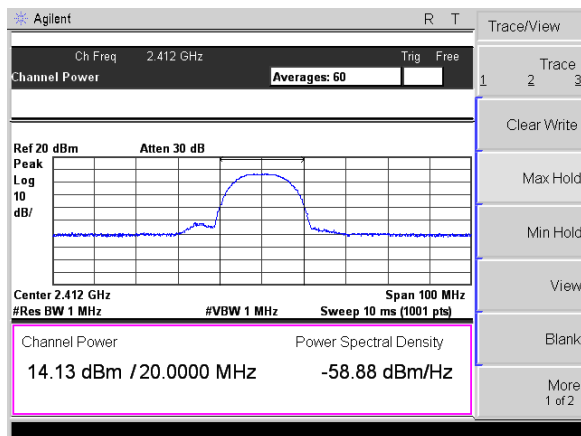 Agilent R T Trace/View
Ch Freq 2.412 GHz Trig Free
Channel Power Averages: 60
Trace
1 2 3
Clear Write
Ref 20 dBm Atten 30 dB
Peak
Log
10
dB/
Max Hold
Min Hold
View
Center 2.412 GHz Span 100 MHz
#Res BW 1 MHz #VBW 1 MHz Sweep 10 ms (1001 pts)
Channel Power Power Spectral Density
Blank
14.13 dBm / 20.0000 MHz -58.88 dBm/Hz
More
1 of 2